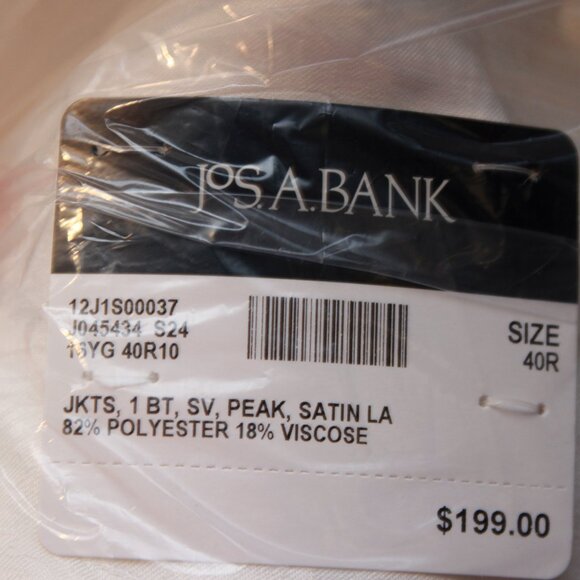 JOS.A.BANK
12J1S00037
J045434 S24
16YG 40R10
SIZE
40R
JKTS, 1 BT, SV, PEAK, SATIN LA
82% POLYESTER 18% VISCOSE
$199.00